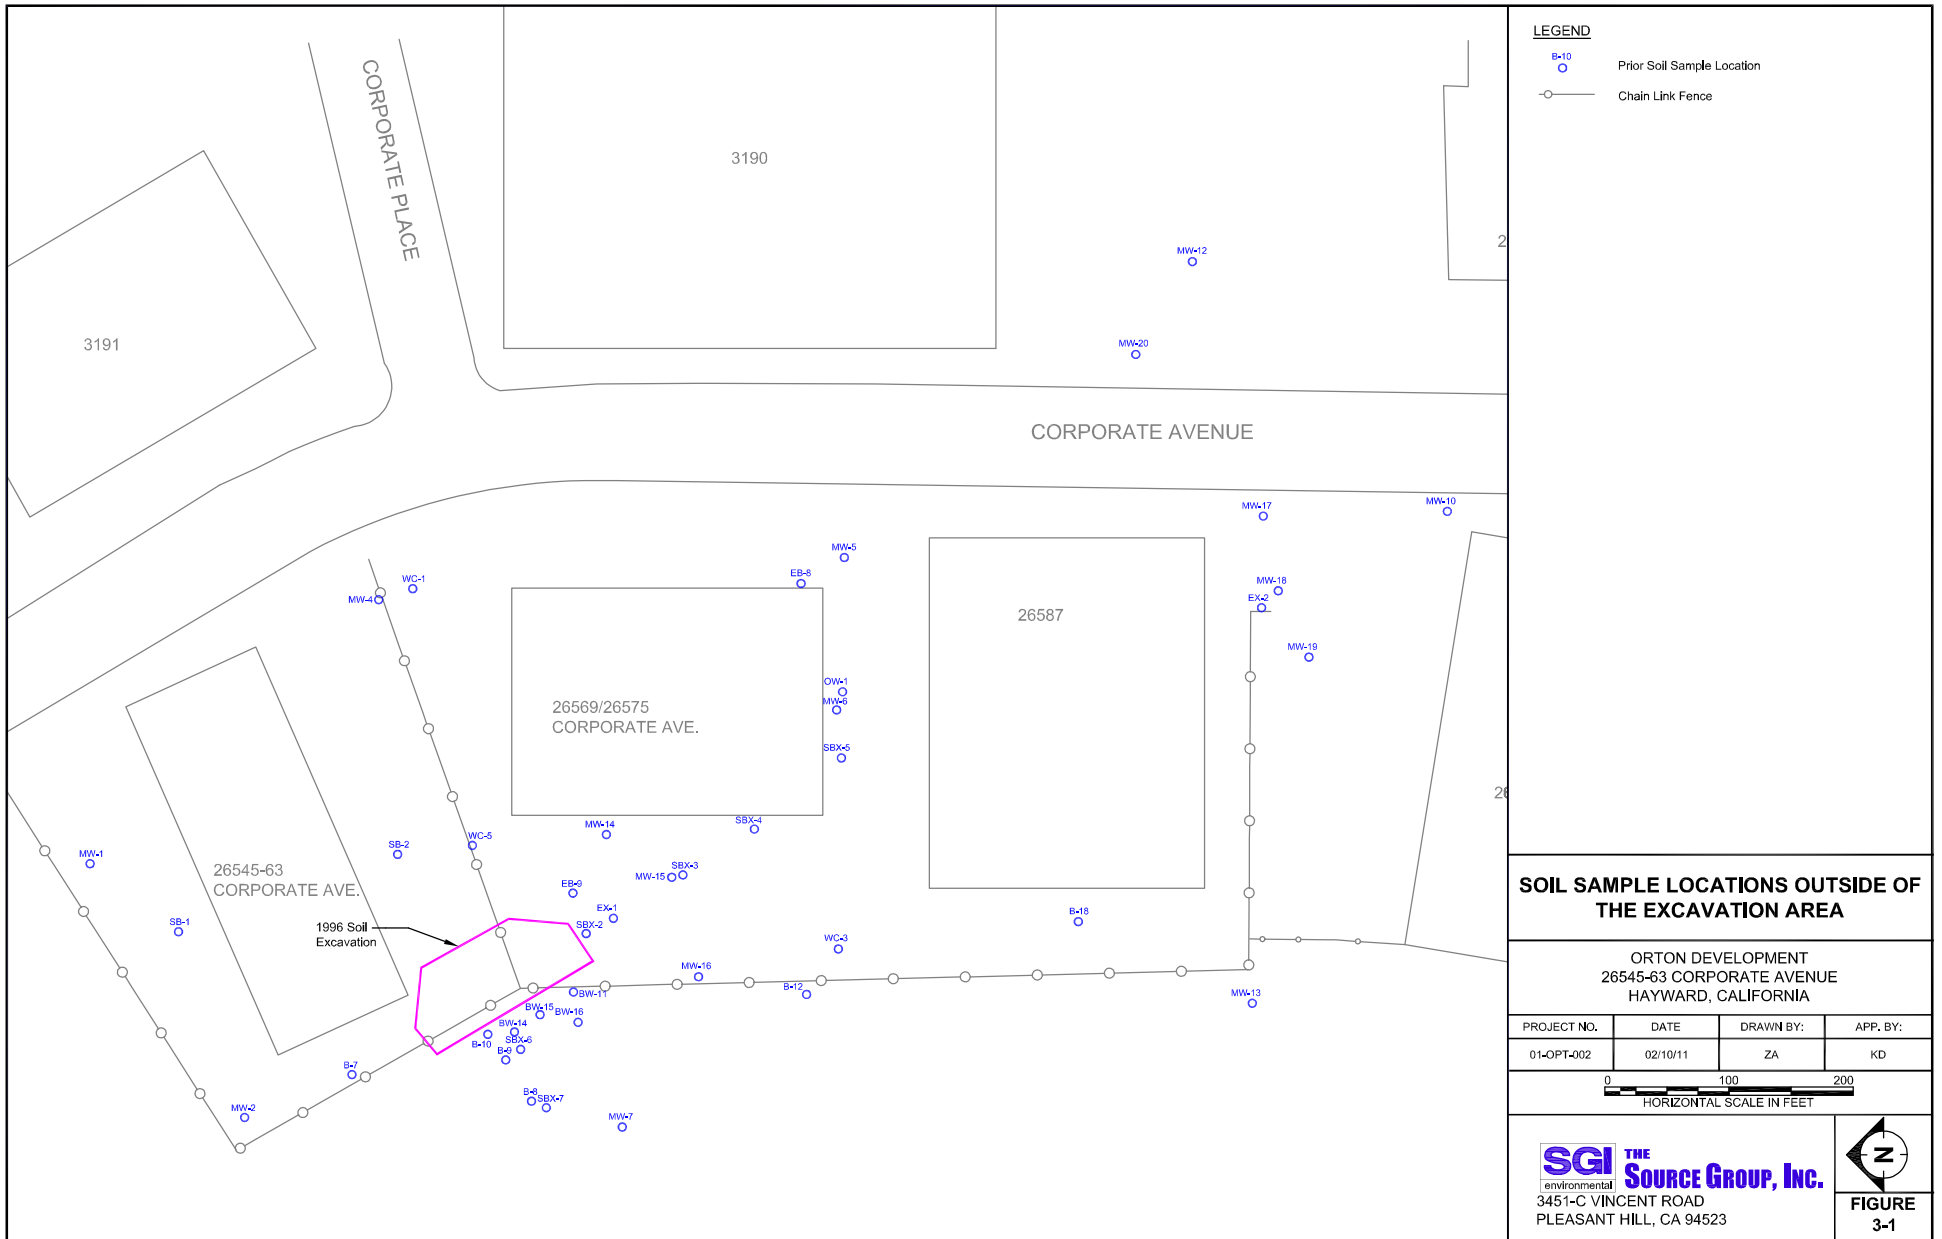 LEGEND
B-10
Prior Soil Sample Location
Chain Link Fence
CORPORATE PLACE
3190
3191
MW-12
MW-20
CORPORATE AVENUE
MW-17
MW-10
MW-5
EB-8
WC-1
MW-4
MW-18
EX-2
26587
MW-19
OW-1
MW-6
26569/26575
CORPORATE AVE.
SBX-5
MW-14
SBX-4
WC-5
SB-2
MW-1
SBX-3
MW-15
26545-63
CORPORATE AVE.
EB-9
EX-1
SB-1
SBX-2
1996 Soil
Excavation
B-18
WC-3
MW-16
B-12
BW-11
MW-13
BW-15
BW-16
BW-14
B-10
SBX-6
B-9
B-7
B-8
SBX-7
MW-2
MW-7
SOIL SAMPLE LOCATIONS OUTSIDE OF
THE EXCAVATION AREA
ORTON DEVELOPMENT
26545-63 CORPORATE AVENUE
HAYWARD, CALIFORNIA
PROJECT NO. DATE DRAWN BY: APP. BY:
01-OPT-002 02/10/11 ZA KD
0 100 200
HORIZONTAL SCALE IN FEET
SGI
environmental
THE
SOURCE GROUP, INC.
3451-C VINCENT ROAD
PLEASANT HILL, CA 94523
N
FIGURE
3-1